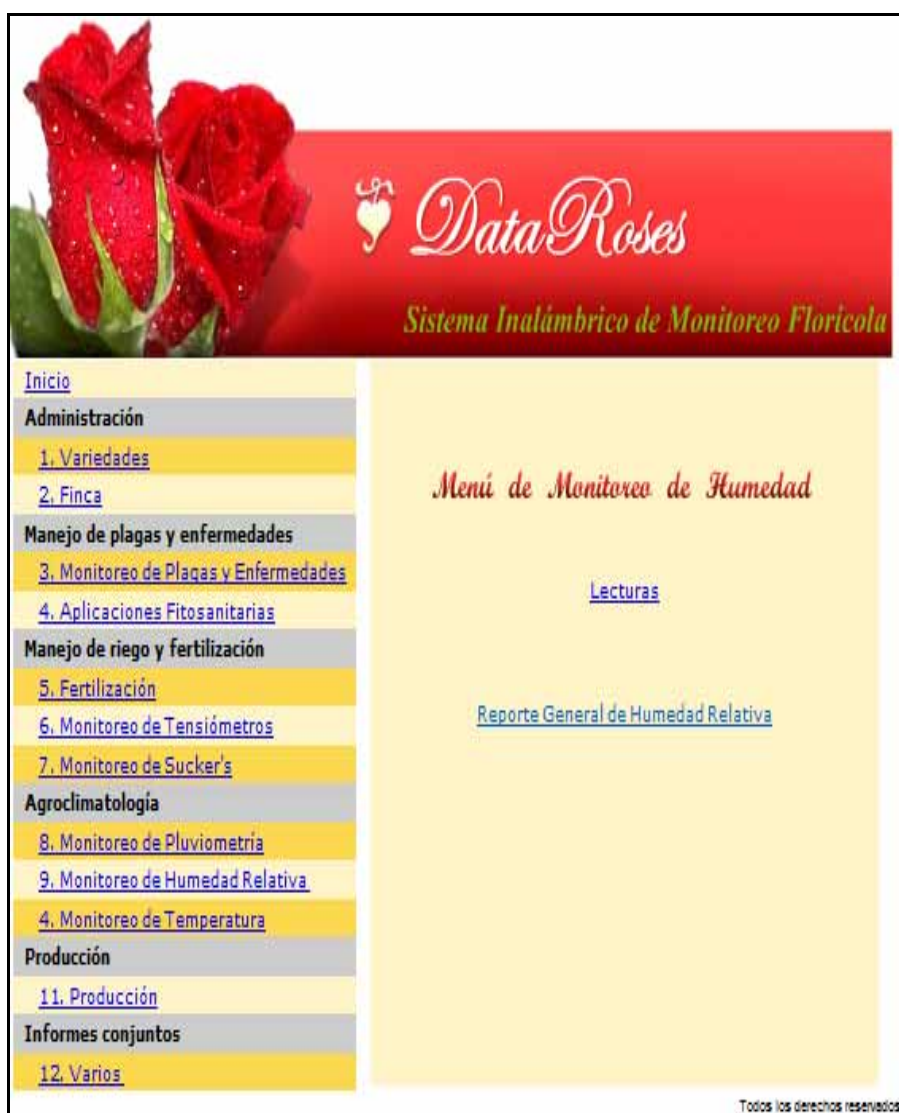 DataRoses
Sistema Inalámbrico de Monitoreo Florícola
Inicio
Administración
1. Variedades
2. Finca
Manejo de plagas y enfermedades
3. Monitoreo de Plagas y Enfermedades
4. Aplicaciones Fitosanitarias
Manejo de riego y fertilización
5. Fertilización
6. Monitoreo de Tensiómetros
7. Monitoreo de Sucker's
Agroclimatología
8. Monitoreo de Pluviometría
9. Monitoreo de Humedad Relativa
4. Monitoreo de Temperatura
Producción
11. Producción
Informes conjuntos
12. Varios
Menú de Monitoreo de Humedad
Lecturas
Reporte General de Humedad Relativa
Todos los derechos reservados